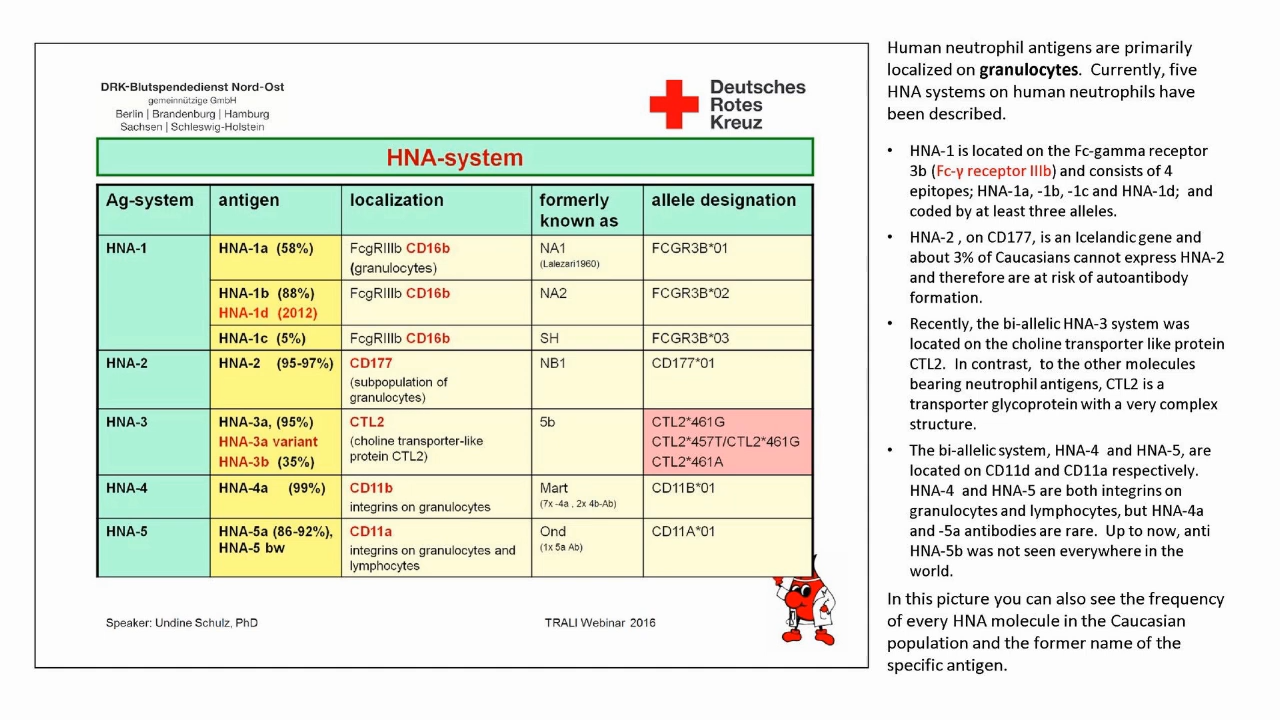 DRK-Blutspendedienst Nord-Ost
gemeinnützige GmbH
Berlin | Brandenburg | Hamburg
Sachsen | Schleswig-Holstein
Deutsches
Rotes
Kreuz
HNA-system
Ag-system antigen localization formerly known as allele designation
HNA-1 HNA-1a (58%) FcgRIIIb CD16b NA1 FCGR3B*01
(granulocytes) (Lalezari1960)
HNA-1b (88%) FcgRIIIb CD16b NA2 FCGR3B*02
HNA-1d (2012)
HNA-1c (5%) FcgRIIIb CD16b SH FCGR3B*03
HNA-2 HNA-2 (95-97%) CD177 NB1 CD177*01
(subpopulation of
granulocytes)
HNA-3 HNA-3a, (95%) CTL2 5b CTL2*461G
HNA-3a variant (choline transporter-like CTL2*457T/CTL2*461G
HNA-3b (35%) protein CTL2) CTL2*461A
HNA-4 HNA-4a (99%) CD11b Mart CD11B*01
integrins on granulocytes (7x -4a , 2x 4b-Ab)
HNA-5 HNA-5a (86-92%), CD11a Ond CD11A*01
HNA-5 bw integrins on granulocytes and (1x 5a Ab)
lymphocytes
Speaker: Undine Schulz, PhD TRALI Webinar 2016
Human neutrophil antigens are primarily
localized on granulocytes. Currently, five
HNA systems on human neutrophils have
been described.
• HNA-1 is located on the Fc-gamma receptor
3b (Fc-γ receptor IIIb) and consists of 4
epitopes; HNA-1a, -1b, -1c and HNA-1d; and
coded by at least three alleles.
• HNA-2 , on CD177, is an Icelandic gene and
about 3% of Caucasians cannot express HNA-2
and therefore are at risk of autoantibody
formation.
• Recently, the bi-allelic HNA-3 system was
located on the choline transporter like protein
CTL2. In contrast, to the other molecules
bearing neutrophil antigens, CTL2 is a
transporter glycoprotein with a very complex
structure.
• The bi-allelic system, HNA-4 and HNA-5, are
located on CD11d and CD11a respectively.
HNA-4 and HNA-5 are both integrins on
granulocytes and lymphocytes, but HNA-4a
and -5a antibodies are rare. Up to now, anti
HNA-5b was not seen everywhere in the
world.
In this picture you can also see the frequency
of every HNA molecule in the Caucasian
population and the former name of the
specific antigen.